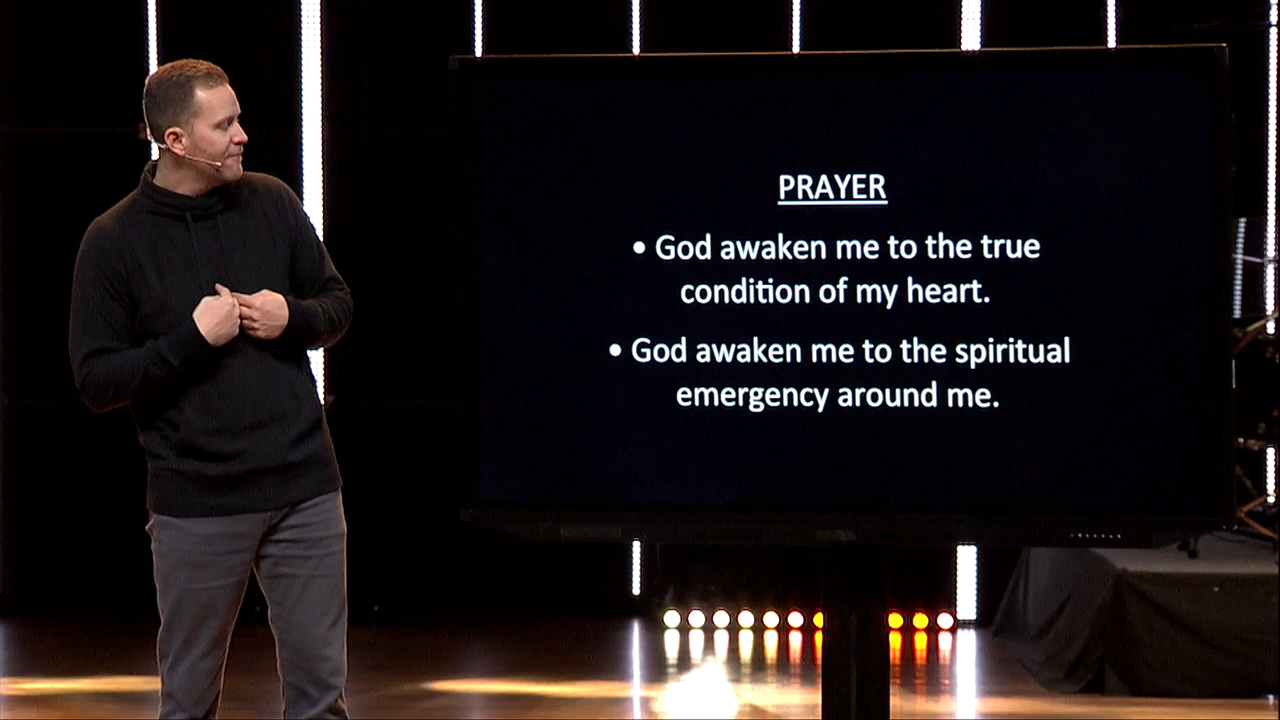 PRAYER
• God awaken me to the true
condition of my heart.
• God awaken me to the spiritual
emergency around me.